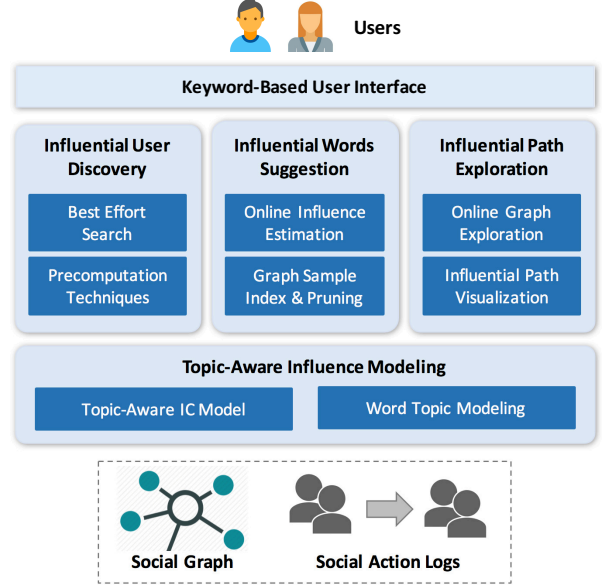 Users
Keyword-Based User Interface
Influential User
Discovery
Best Effort
Search
Precomputation
Techniques
Influential Words
Suggestion
Online Influence
Estimation
Graph Sample
Index & Pruning
Influential Path
Exploration
Online Graph
Exploration
Influential Path
Visualization
Topic-Aware Influence Modeling
Topic-Aware IC Model
Word Topic Modeling
Social Graph
Social Action Logs